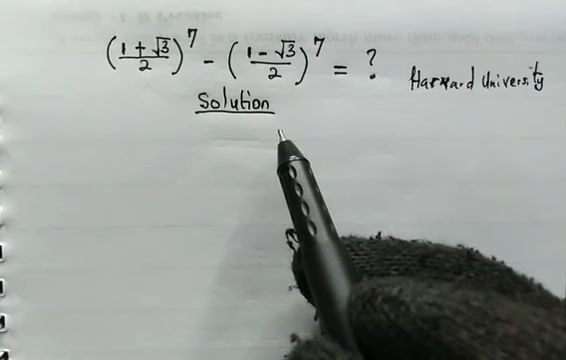 (1 + √3 / 2)^7 - (1 - √3 / 2)^7 = ?
Harvard University
Solution